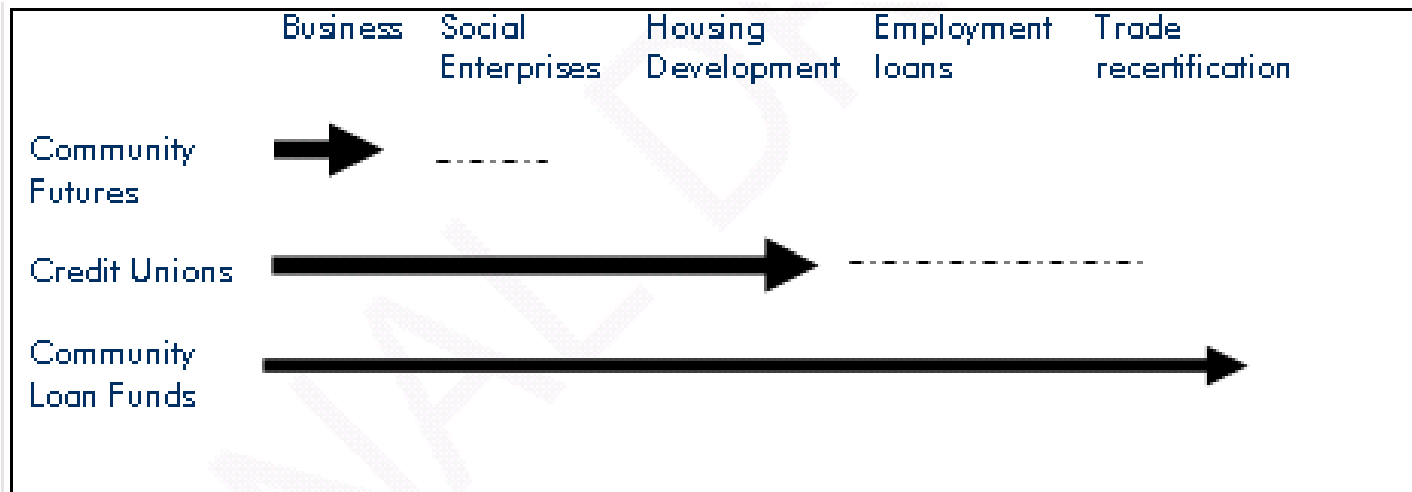 Business Social Housing Employment Trade
Enterprises Development loans recertification
Community
Futures
Credit Unions
Community
Loan Funds